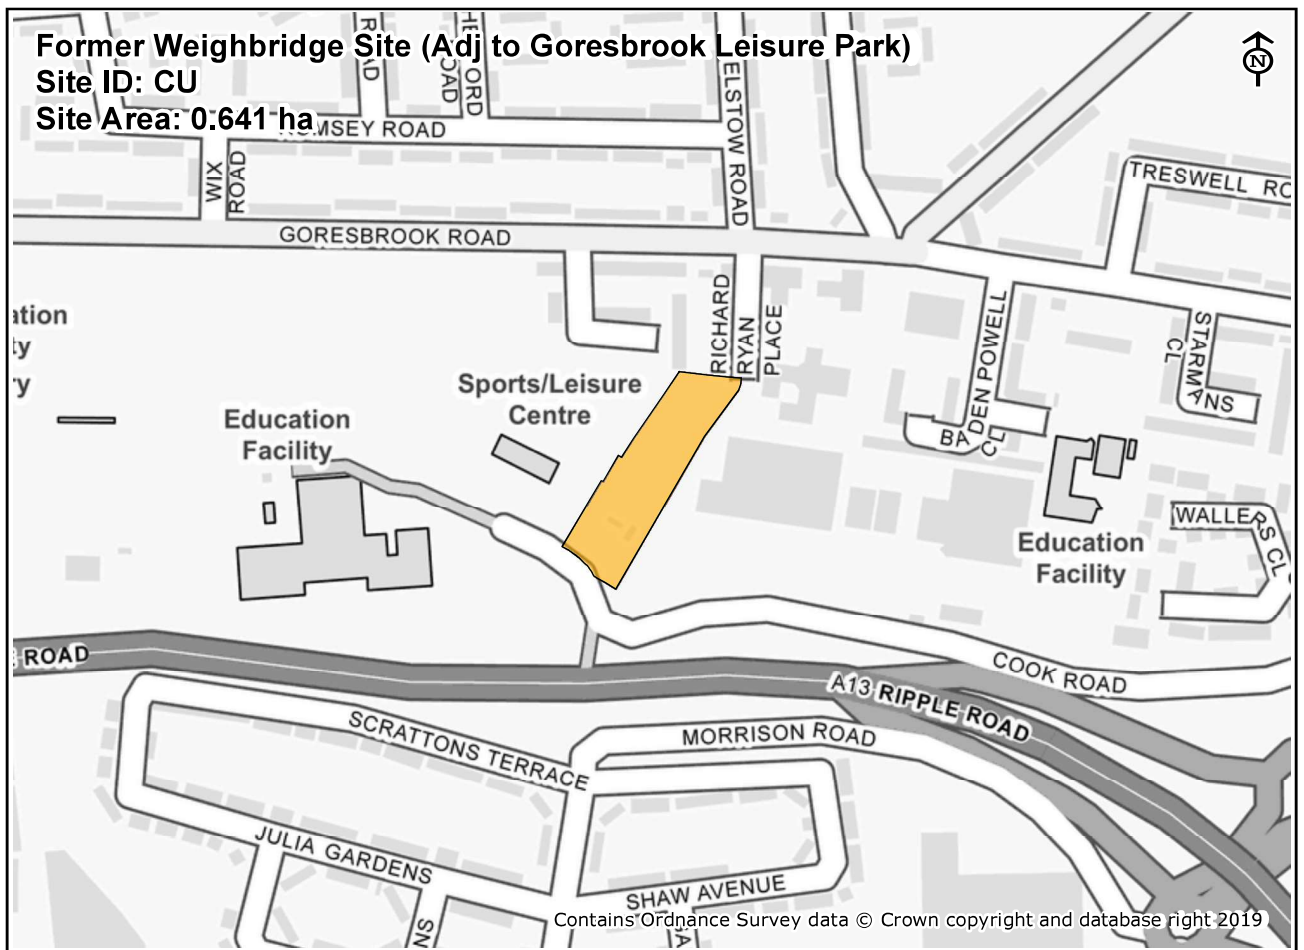 Former Weighbridge Site (Adj to Goresbrook Leisure Park)
Site ID: CU
Site Area: 0.641 ha
N
ROAD
ELSTOW ROAD
TRESWELL
WIX
ROAD
GORESBROOK ROAD
RICHARD
RYAN
PLACE
BADEN POWELL
CL
STARMANS
CL
Sports/Leisure
Centre
Education
Facility
Education
Facility
WALLERS CL
COOK ROAD
ROAD
A13 RIPPLE ROAD
SCRATTONS TERRACE
MORRISON ROAD
JULIA GARDENS
SHAW AVENUE
Contains Ordnance Survey data © Crown copyright and database right 2019